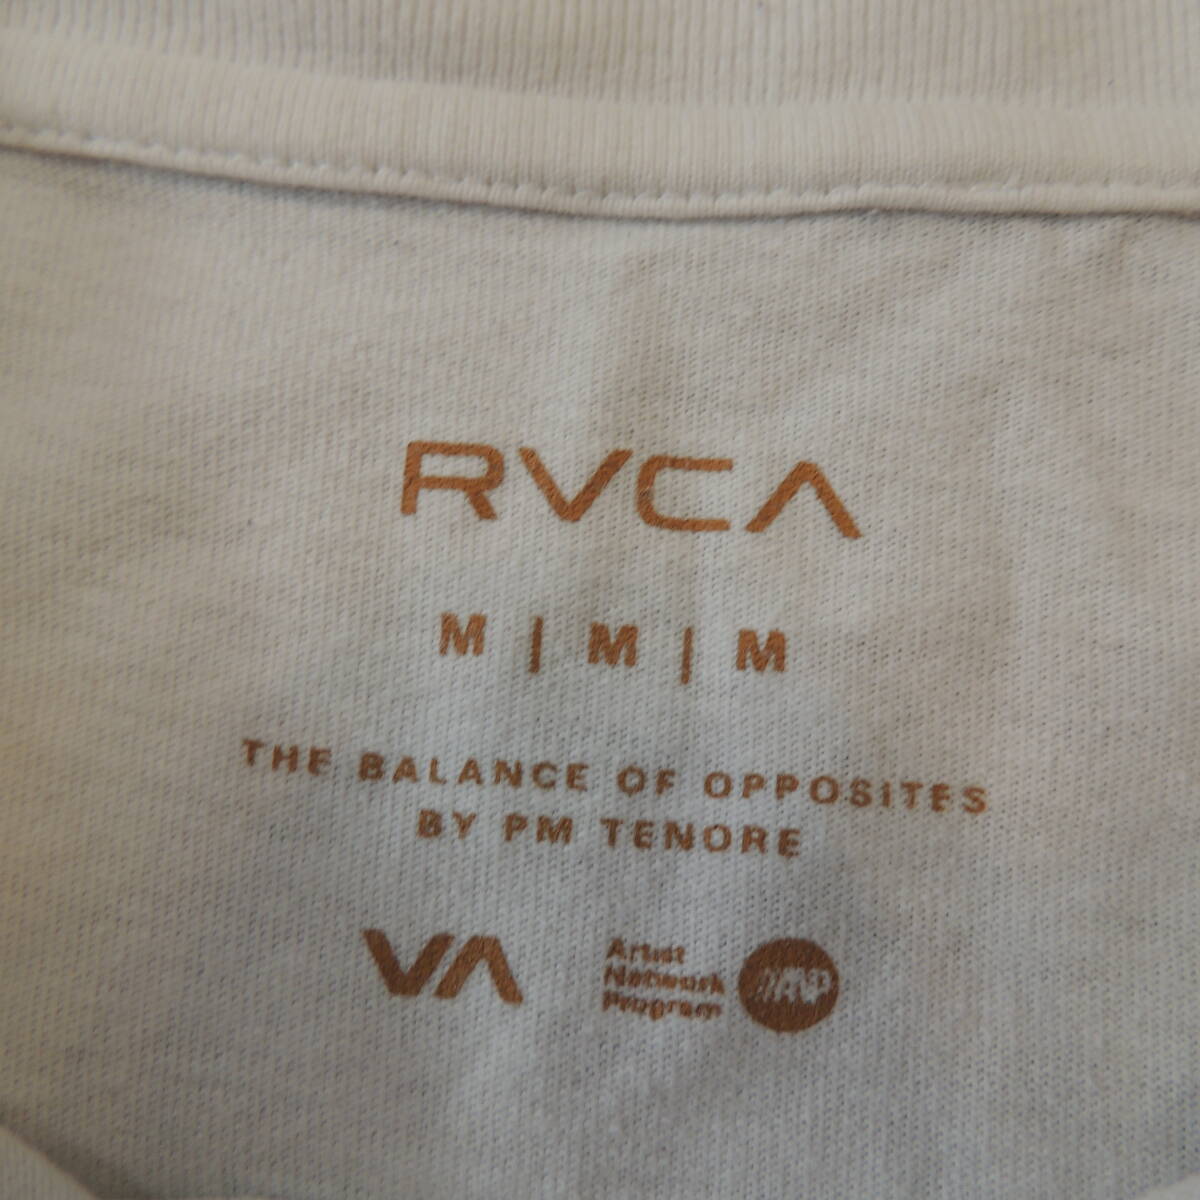 RVCA
M | M | M
THE BALANCE OF OPPOSITES
BY PM TENORE
VA
Artist
Network
Program
ANP